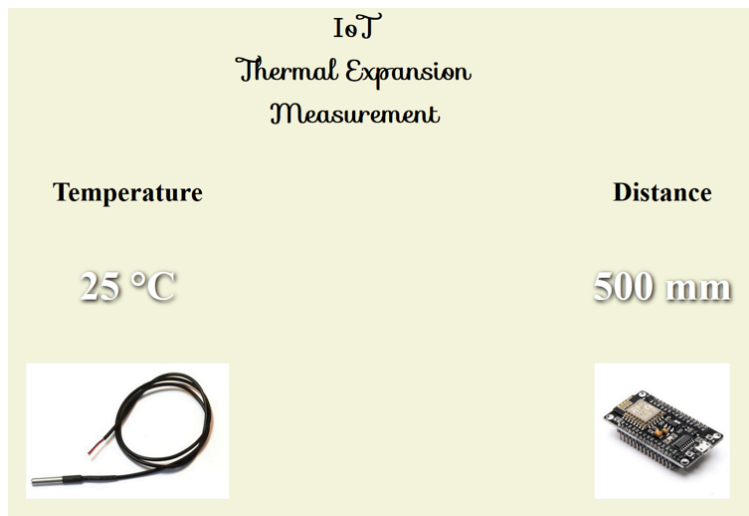 IoT
Thermal Expansion
Measurement
Temperature
Distance
25 °C
500 mm